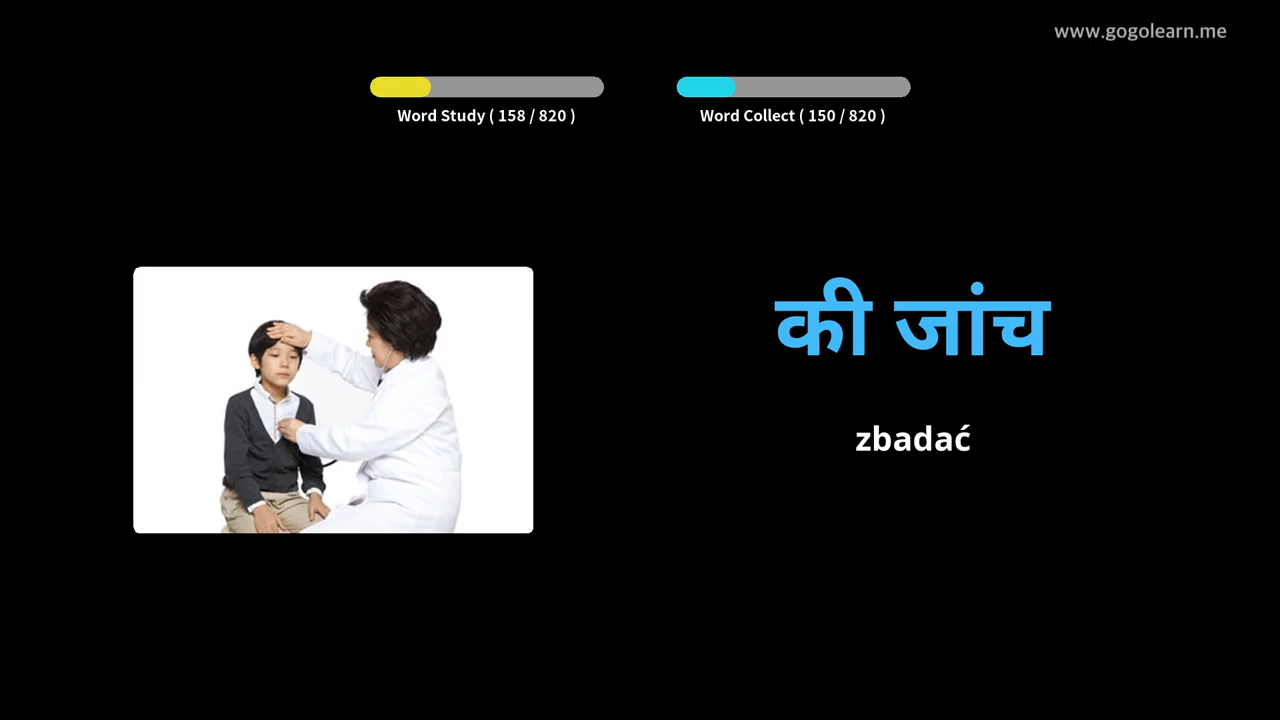 www.gogolearn.me
Word Study ( 158 / 820 )
Word Collect ( 150 / 820 )
की जांच
zbadać